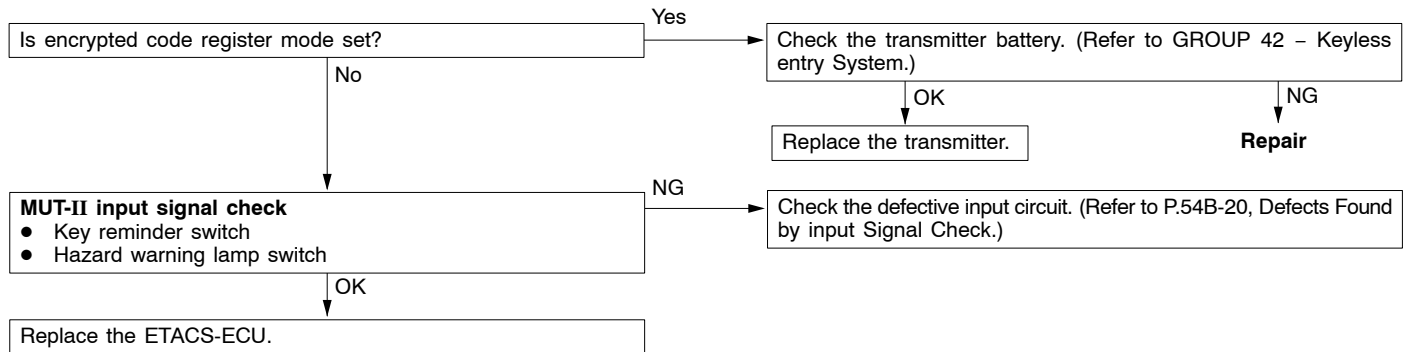 Is encrypted code register mode set?
Yes
Check the transmitter battery. (Refer to GROUP 42 – Keyless
entry System.)
No
OK
NG
Replace the transmitter.
Repair
MUT-II input signal check
● Key reminder switch
● Hazard warning lamp switch
NG
Check the defective input circuit. (Refer to P.54B-20, Defects Found
by input Signal Check.)
OK
Replace the ETACS-ECU.